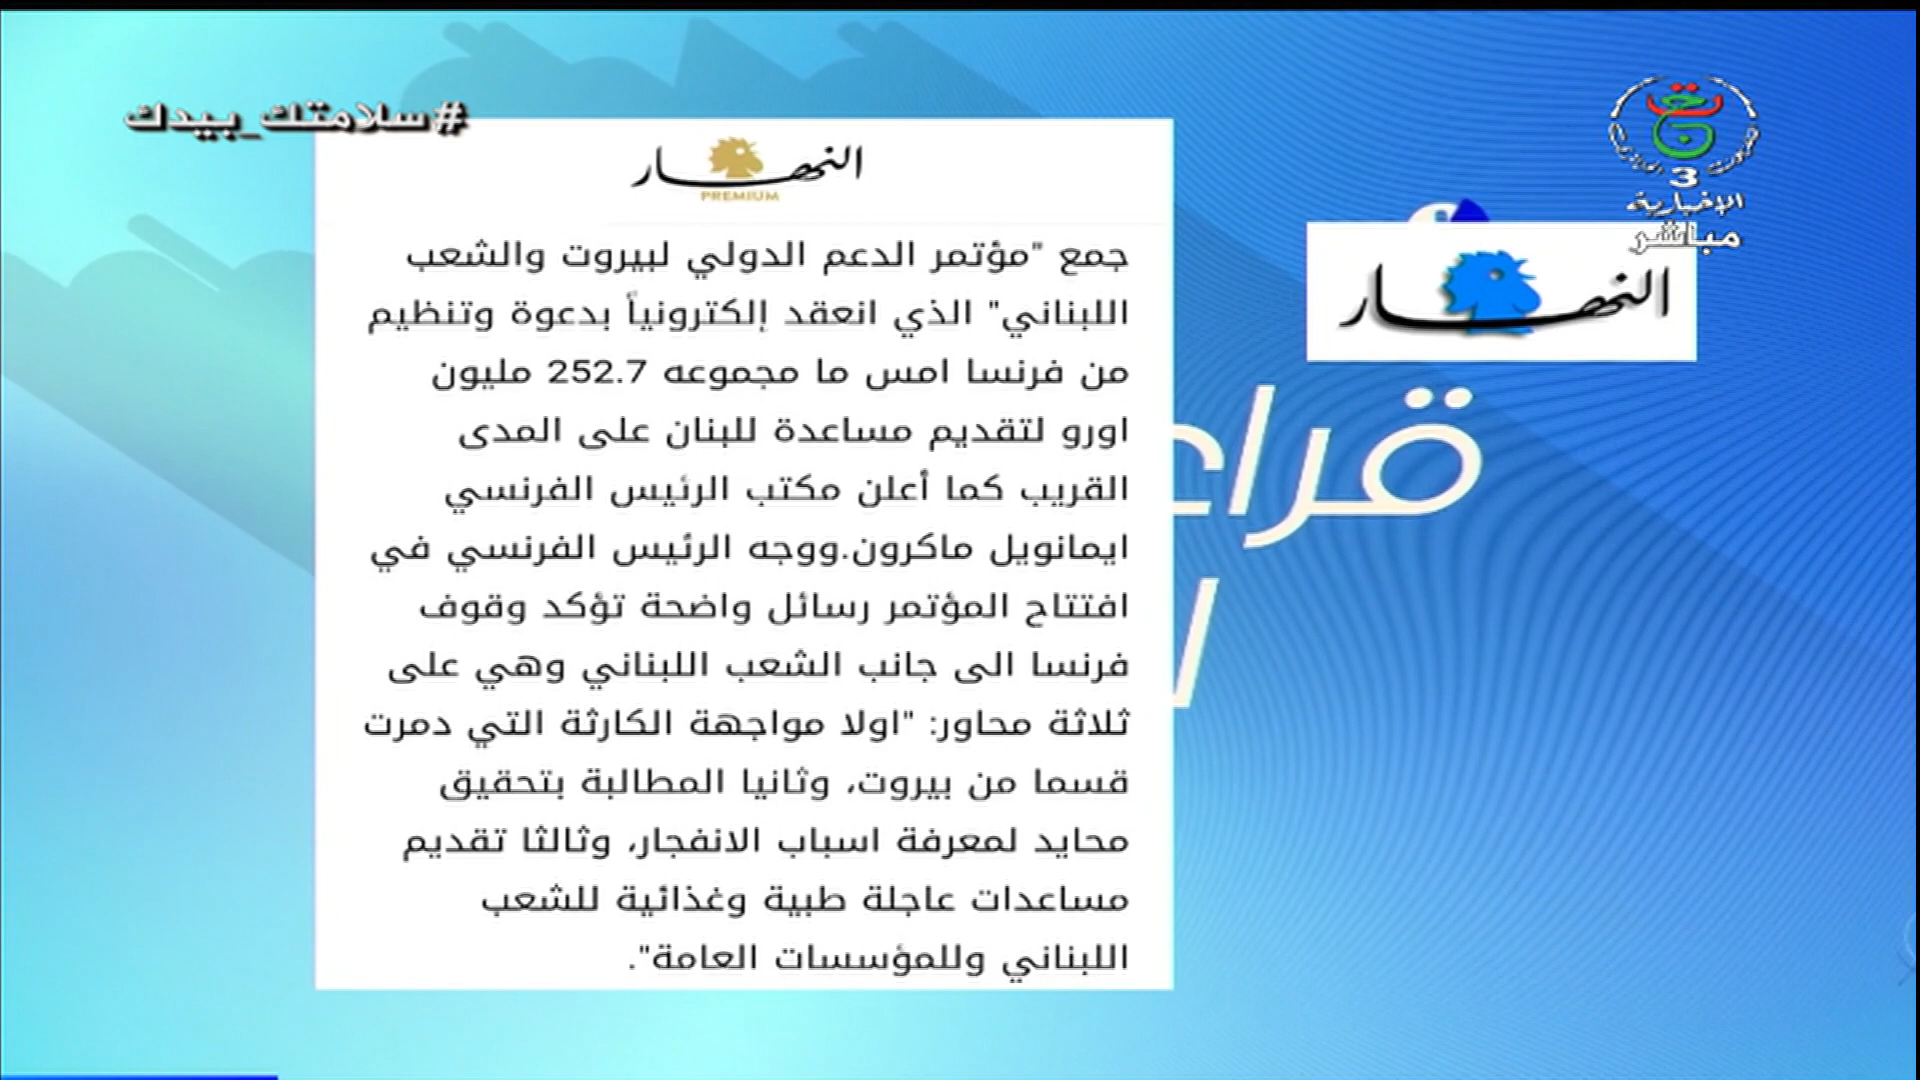 #سلامتك_بيدك
3
الإخبارية
مباشر
النهار
PREMIUM
النهار
جمع "مؤتمر الدعم الدولي لبيروت والشعب
اللبناني" الذي انعقد إلكترونياً بدعوة وتنظيم
من فرنسا امس ما مجموعه 252.7 مليون
اورو لتقديم مساعدة للبنان على المدى
القريب كما أعلن مكتب الرئيس الفرنسي
ايمانويل ماكرون.ووجه الرئيس الفرنسي في
افتتاح المؤتمر رسائل واضحة تؤكد وقوف
فرنسا الى جانب الشعب اللبناني وهي على
ثلاثة محاور: "اولا مواجهة الكارثة التي دمرت
قسما من بيروت، وثانيا المطالبة بتحقيق
محايد لمعرفة اسباب الانفجار، وثالثا تقديم
مساعدات عاجلة طبية وغذائية للشعب
اللبناني وللمؤسسات العامة".